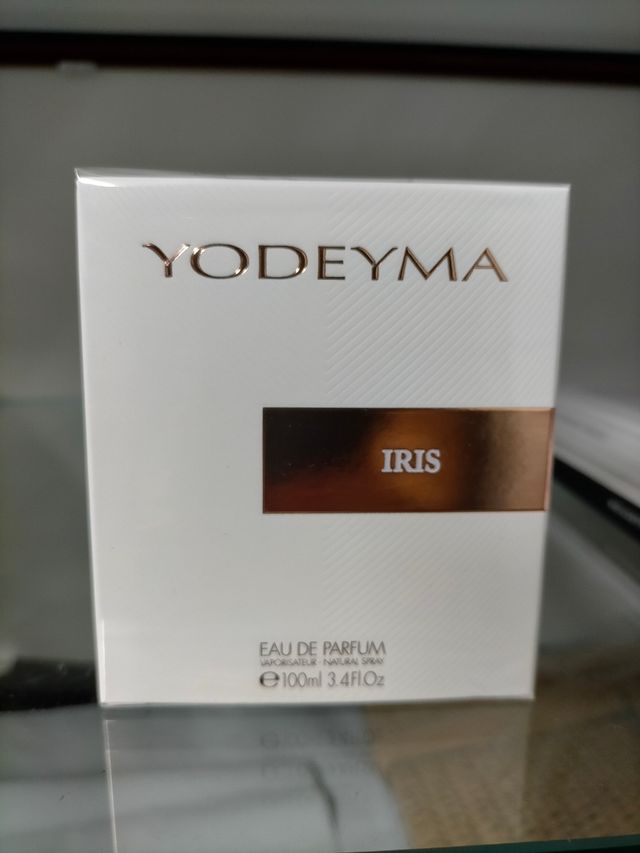 YODEYMA
IRIS
EAU DE PARFUM
VAPORISATEUR - NATURAL SPRAY
℮100ml 3.4Fl.Oz